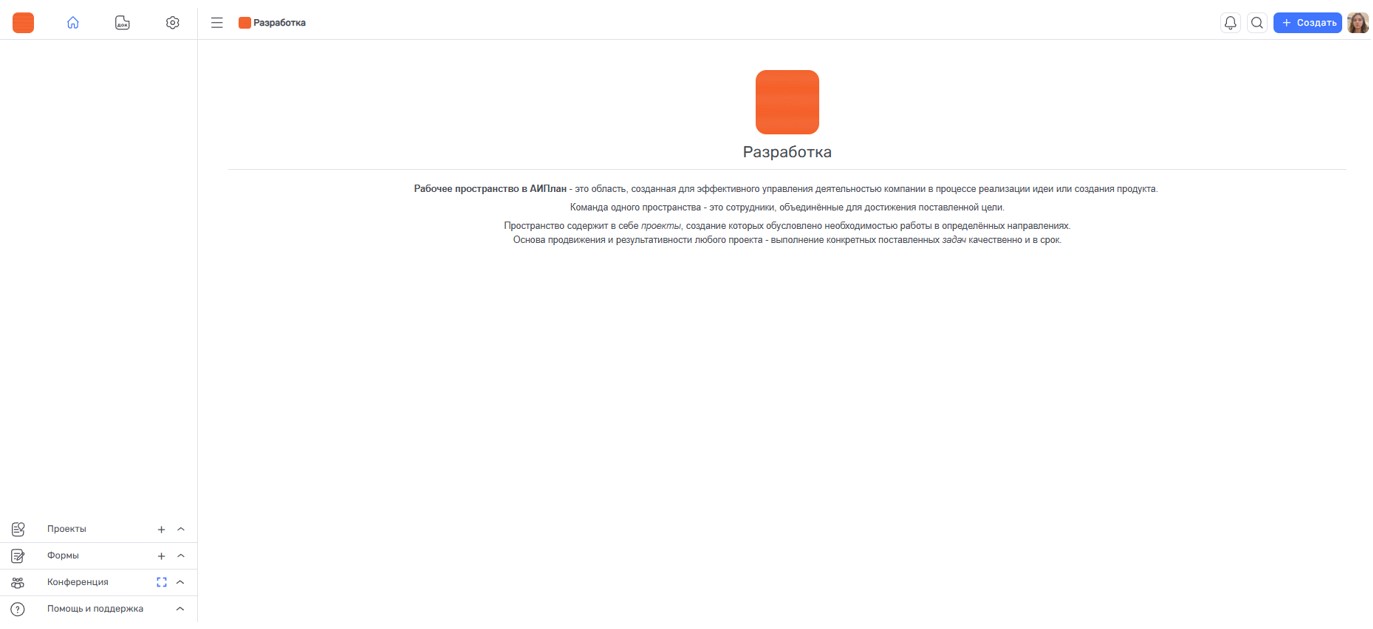 док
Разработка
+ Создать
Разработка
Рабочее пространство в АИПлан - это область, созданная для эффективного управления деятельностью компании в процессе реализации идеи или создания продукта.
Команда одного пространства - это сотрудники, объединённые для достижения поставленной цели.
Пространство содержит в себе проекты, создание которых обусловлено необходимостью работы в определённых направлениях.
Основа продвижения и результативности любого проекта - выполнение конкретных поставленных задач качественно и в срок.
Проекты
Формы
Конференция
Помощь и поддержка